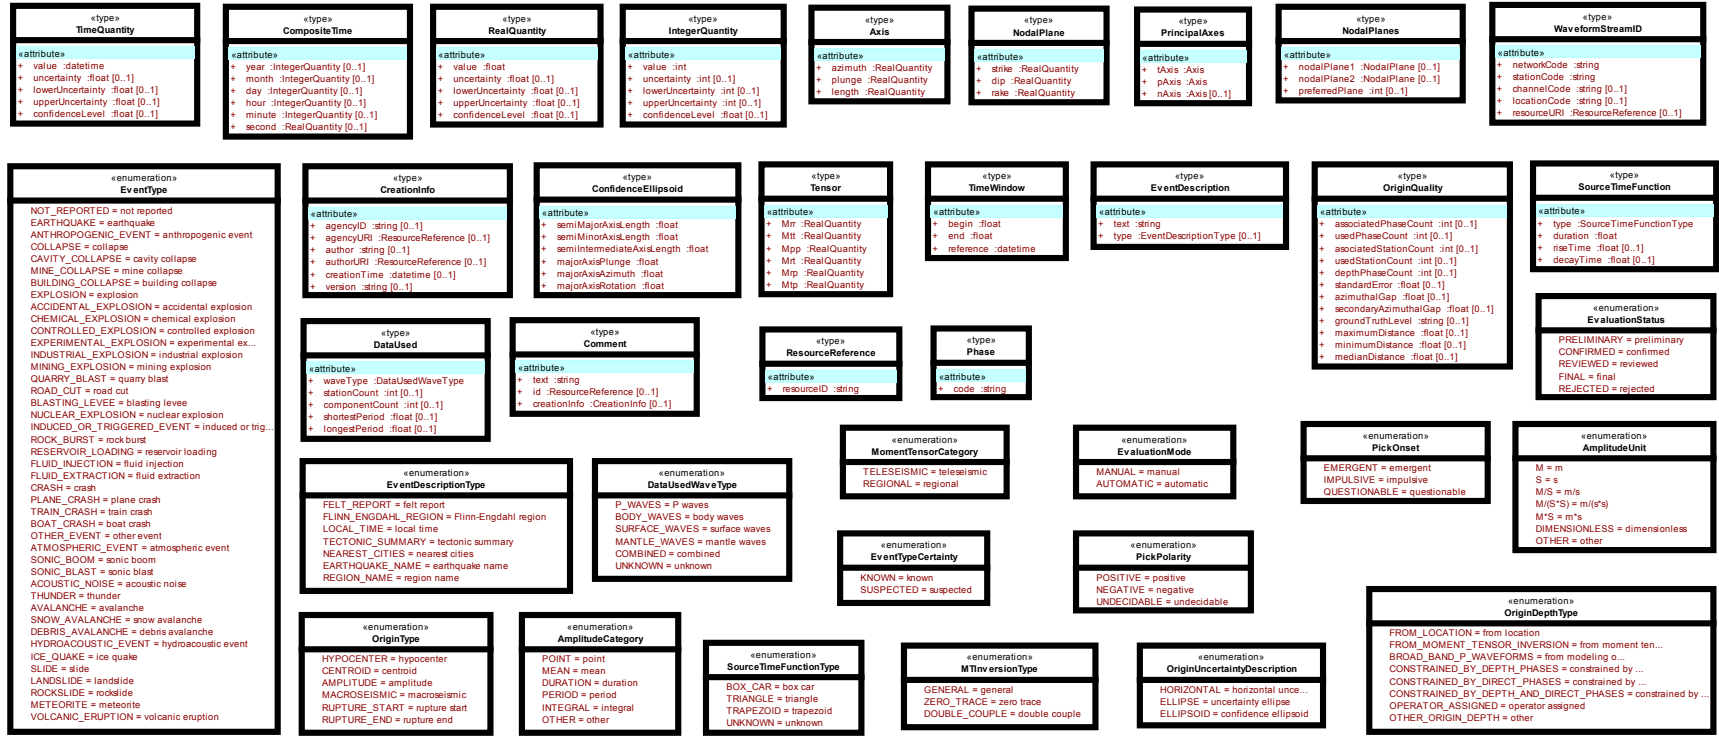 «type»
TimeQuantity
«attribute»
+ value :datetime
+ uncertainty :float [0..1]
+ lowerUncertainty :float [0..1]
+ upperUncertainty :float [0..1]
+ confidenceLevel :float [0..1]
«type»
CompositeTime
«attribute»
+ year :IntegerQuantity [0..1]
+ month :IntegerQuantity [0..1]
+ day :IntegerQuantity [0..1]
+ hour :IntegerQuantity [0..1]
+ minute :IntegerQuantity [0..1]
+ second :RealQuantity [0..1]
«type»
RealQuantity
«attribute»
+ value :float
+ uncertainty :float [0..1]
+ lowerUncertainty :float [0..1]
+ upperUncertainty :float [0..1]
+ confidenceLevel :float [0..1]
«type»
IntegerQuantity
«attribute»
+ value :int
+ uncertainty :int [0..1]
+ lowerUncertainty :int [0..1]
+ upperUncertainty :int [0..1]
+ confidenceLevel :float [0..1]
«type»
Axis
«attribute»
+ azimuth :RealQuantity
+ plunge :RealQuantity
+ length :RealQuantity
«type»
NodalPlane
«attribute»
+ strike :RealQuantity
+ dip :RealQuantity
+ rake :RealQuantity
«type»
PrincipalAxes
«attribute»
+ tAxis :Axis
+ pAxis :Axis
+ nAxis :Axis [0..1]
«type»
NodalPlanes
«attribute»
+ nodalPlane1 :NodalPlane [0..1]
+ nodalPlane2 :NodalPlane [0..1]
+ preferredPlane :int [0..1]
«type»
WaveformStreamID
«attribute»
+ networkCode :string
+ stationCode :string
+ channelCode :string [0..1]
+ locationCode :string [0..1]
+ resourceURI :ResourceReference [0..1]
«enumeration»
EventType
NOT_REPORTED = not reported
EARTHQUAKE = earthquake
ANTHROPOGENIC_EVENT = anthropogenic event
COLLAPSE = collapse
CAVITY_COLLAPSE = cavity collapse
MINE_COLLAPSE = mine collapse
BUILDING_COLLAPSE = building collapse
EXPLOSION = explosion
ACCIDENTAL_EXPLOSION = accidental explosion
CHEMICAL_EXPLOSION = chemical explosion
CONTROLLED_EXPLOSION = controlled explosion
EXPERIMENTAL_EXPLOSION = experimental ex...
INDUSTRIAL_EXPLOSION = industrial explosion
MINING_EXPLOSION = mining explosion
QUARRY_BLAST = quarry blast
ROAD_CUT = road cut
BLASTING_LEVEE = blasting levee
NUCLEAR_EXPLOSION = nuclear explosion
INDUCED_OR_TRIGGERED_EVENT = induced or trig...
ROCK_BURST = rock burst
RESERVOIR_LOADING = reservoir loading
FLUID_INJECTION = fluid injection
FLUID_EXTRACTION = fluid extraction
CRASH = crash
PLANE_CRASH = plane crash
TRAIN_CRASH = train crash
BOAT_CRASH = boat crash
OTHER_EVENT = other event
ATMOSPHERIC_EVENT = atmospheric event
SONIC_BOOM = sonic boom
SONIC_BLAST = sonic blast
ACOUSTIC_NOISE = acoustic noise
THUNDER = thunder
AVALANCHE = avalanche
SNOW_AVALANCHE = snow avalanche
DEBRIS_AVALANCHE = debris avalanche
HYDROACOUSTIC_EVENT = hydroacoustic event
ICE_QUAKE = ice quake
SLIDE = slide
LANDSLIDE = landslide
ROCKSLIDE = rockslide
METEORITE = meteorite
VOLCANIC_ERUPTION = volcanic eruption
«type»
CreationInfo
«attribute»
+ agencyID :string [0..1]
+ agencyURI :ResourceReference [0..1]
+ author :string [0..1]
+ authorURI :ResourceReference [0..1]
+ creationTime :datetime [0..1]
+ version :string [0..1]
«type»
ConfidenceEllipsoid
«attribute»
+ semiMajorAxisLength :float
+ semiMinorAxisLength :float
+ semiIntermediateAxisLength :float
+ majorAxisPlunge :float
+ majorAxisAzimuth :float
+ majorAxisRotation :float
«type»
Tensor
«attribute»
+ Mrr :RealQuantity
+ Mtt :RealQuantity
+ Mpp :RealQuantity
+ Mrt :RealQuantity
+ Mrp :RealQuantity
+ Mtp :RealQuantity
«type»
TimeWindow
«attribute»
+ begin :float
+ end :float
+ reference :datetime
«type»
EventDescription
«attribute»
+ text :string
+ type :EventDescriptionType [0..1]
«type»
OriginQuality
«attribute»
+ associatedPhaseCount :int [0..1]
+ usedPhaseCount :int [0..1]
+ asociatedStationCount :int [0..1]
+ usedStationCount :int [0..1]
+ depthPhaseCount :int [0..1]
+ standardError :float [0..1]
+ azimuthalGap :float [0..1]
+ secondaryAzimuthalGap :float [0..1]
+ groundTruthLevel :string [0..1]
+ maximumDistance :float [0..1]
+ minimumDistance :float [0..1]
+ medianDistance :float [0..1]
«type»
SourceTimeFunction
«attribute»
+ type :SourceTimeFunctionType
+ duration :float
+ riseTime :float [0..1]
+ decayTime :float [0..1]
«enumeration»
EvaluationStatus
PRELIMINARY = preliminary
CONFIRMED = confirmed
REVIEWED = reviewed
FINAL = final
REJECTED = rejected
«type»
DataUsed
«attribute»
+ waveType :DataUsedWaveType
+ stationCount :int [0..1]
+ componentCount :int [0..1]
+ shortestPeriod :float [0..1]
+ longestPeriod :float [0..1]
«type»
Comment
«attribute»
+ text :string
+ id :ResourceReference [0..1]
+ creationInfo :CreationInfo [0..1]
«type»
ResourceReference
«attribute»
+ resourceID :string
«type»
Phase
«attribute»
+ code :string
«enumeration»
MomentTensorCategory
TELESEISMIC = teleseismic
REGIONAL = regional
«enumeration»
EvaluationMode
MANUAL = manual
AUTOMATIC = automatic
«enumeration»
PickOnset
EMERGENT = emergent
IMPULSIVE = impulsive
QUESTIONABLE = questionable
«enumeration»
AmplitudeUnit
M = m
S = s
M/S = m/s
M/(S*S) = m/(s*s)
M*S = m*s
DIMENSIONLESS = dimensionless
OTHER = other
«enumeration»
EventDescriptionType
FELT_REPORT = felt report
FLINN_ENGDAHL_REGION = Flinn-Engdahl region
LOCAL_TIME = local time
TECTONIC_SUMMARY = tectonic summary
NEAREST_CITIES = nearest cities
EARTHQUAKE_NAME = earthquake name
REGION_NAME = region name
«enumeration»
DataUsedWaveType
P_WAVES = P waves
BODY_WAVES = body waves
SURFACE_WAVES = surface waves
MANTLE_WAVES = mantle waves
COMBINED = combined
UNKNOWN = unknown
«enumeration»
EventTypeCertainty
KNOWN = known
SUSPECTED = suspected
«enumeration»
PickPolarity
POSITIVE = positive
NEGATIVE = negative
UNDECIDABLE = undecidable
«enumeration»
OriginType
HYPOCENTER = hypocenter
CENTROID = centroid
AMPLITUDE = amplitude
MACROSEISMIC = macroseismic
RUPTURE_START = rupture start
RUPTURE_END = rupture end
«enumeration»
AmplitudeCategory
POINT = point
MEAN = mean
DURATION = duration
PERIOD = period
INTEGRAL = integral
OTHER = other
«enumeration»
SourceTimeFunctionType
BOX_CAR = box car
TRIANGLE = triangle
TRAPEZOID = trapezoid
UNKNOWN = unknown
«enumeration»
MTInversionType
GENERAL = general
ZERO_TRACE = zero trace
DOUBLE_COUPLE = double couple
«enumeration»
OriginUncertaintyDescription
HORIZONTAL = horizontal unce...
ELLIPSE = uncertainty ellipse
ELLIPSOID = confidence ellipsoid
«enumeration»
OriginDepthType
FROM_LOCATION = from location
FROM_MOMENT_TENSOR_INVERSION = from moment ten...
BROAD_BAND_P_WAVEFORMS = from modeling o...
CONSTRAINED_BY_DEPTH_PHASES = constrained by ...
CONSTRAINED_BY_DIRECT_PHASES = constrained by ...
CONSTRAINED_BY_DEPTH_AND_DIRECT_PHASES = constrained by ...
OPERATOR_ASSIGNED = operator assigned
OTHER_ORIGIN_DEPTH = other